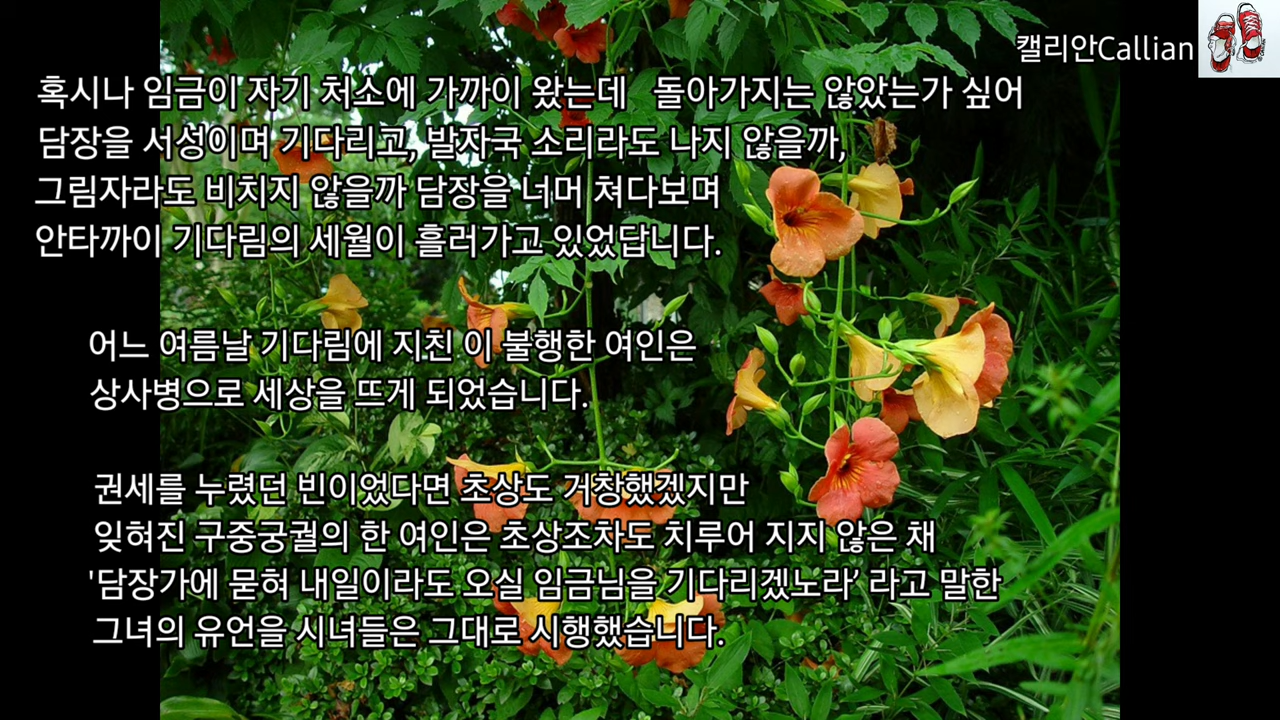 캘리안Callian
혹시나 임금이 자기 처소에 가까이 왔는데 돌아가지는 않았는가 싶어
담장을 서성이며 기다리고, 발자국 소리라도 나지 않을까,
그림자라도 비치지 않을까 담장을 너머 쳐다보며
안타까이 기다림의 세월이 흘러가고 있었답니다.
어느 여름날 기다림에 지친 이 불행한 여인은
상사병으로 세상을 뜨게 되었습니다.
권세를 누렸던 빈이었다면 초상도 거창했겠지만
잊혀진 구중궁궐의 한 여인은 초상조차도 치루어 지지 않은 채
'담장가에 묻혀 내일이라도 오실 임금님을 기다리겠노라’ 라고 말한
그녀의 유언을 시녀들은 그대로 시행했습니다.